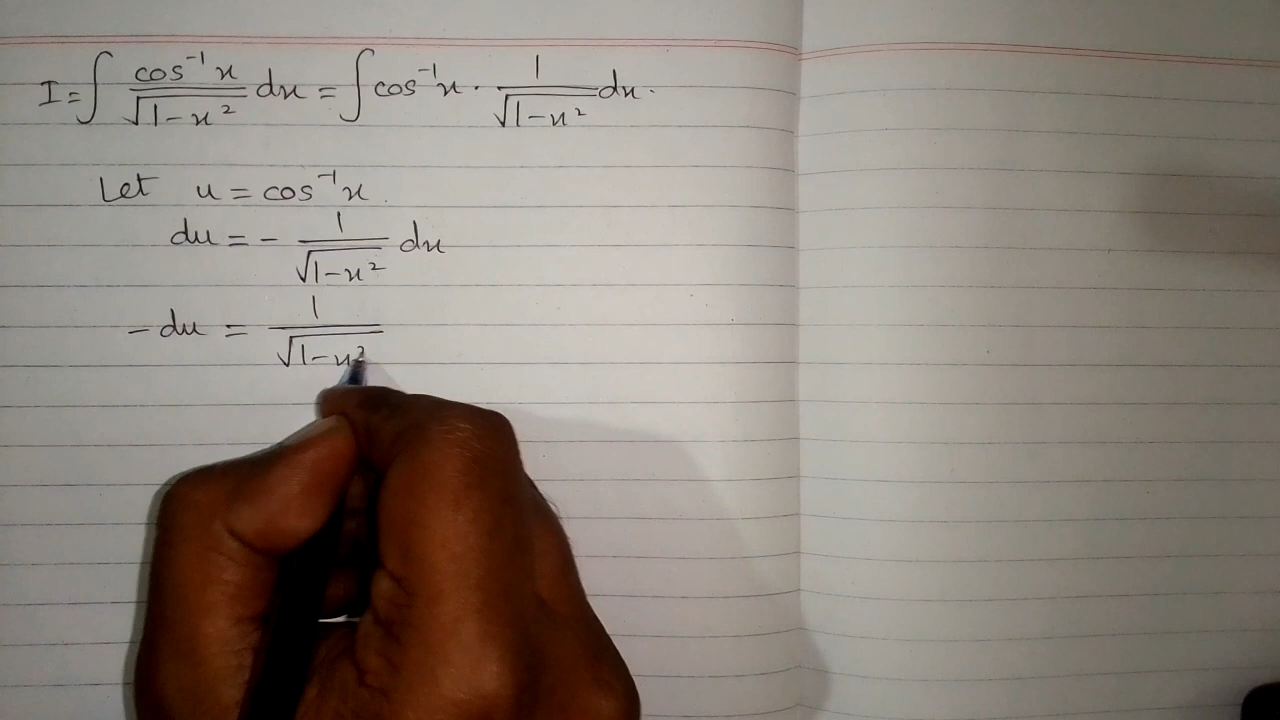 I = ∫ cos⁻¹x / √(1-x²) dx = ∫ cos⁻¹x · 1 / √(1-x²) dx.
Let u = cos⁻¹x.
du = - 1 / √(1-x²) dx
- du = 1 / √(1-x²)